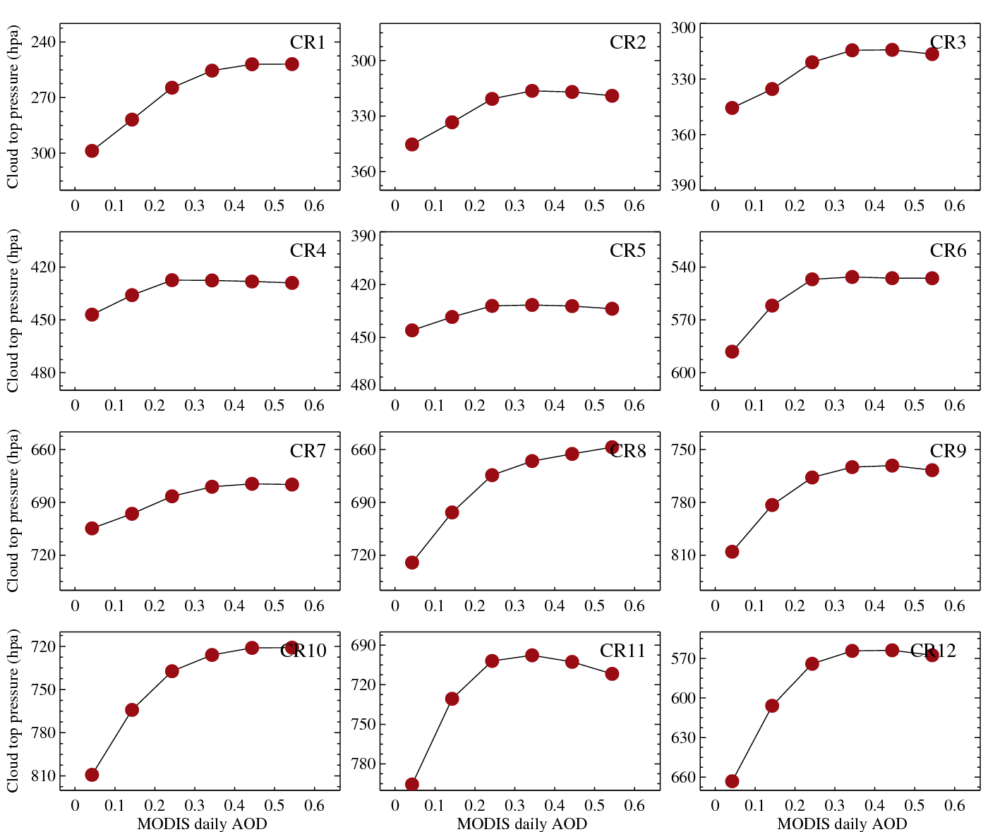 CR1
CR2
CR3
Cloud top pressure (hpa)
240
270
300
300
330
360
300
330
360
390
0 0.1 0.2 0.3 0.4 0.5 0.6
0 0.1 0.2 0.3 0.4 0.5 0.6
0 0.1 0.2 0.3 0.4 0.5 0.6
CR4
CR5
CR6
Cloud top pressure (hpa)
420
450
480
390
420
450
480
540
570
600
0 0.1 0.2 0.3 0.4 0.5 0.6
0 0.1 0.2 0.3 0.4 0.5 0.6
0 0.1 0.2 0.3 0.4 0.5 0.6
CR7
CR8
CR9
Cloud top pressure (hpa)
660
690
720
660
690
720
750
780
810
0 0.1 0.2 0.3 0.4 0.5 0.6
0 0.1 0.2 0.3 0.4 0.5 0.6
0 0.1 0.2 0.3 0.4 0.5 0.6
CR10
CR11
CR12
Cloud top pressure (hpa)
720
750
780
810
690
720
750
780
570
600
630
660
0 0.1 0.2 0.3 0.4 0.5 0.6
0 0.1 0.2 0.3 0.4 0.5 0.6
0 0.1 0.2 0.3 0.4 0.5 0.6
MODIS daily AOD
MODIS daily AOD
MODIS daily AOD